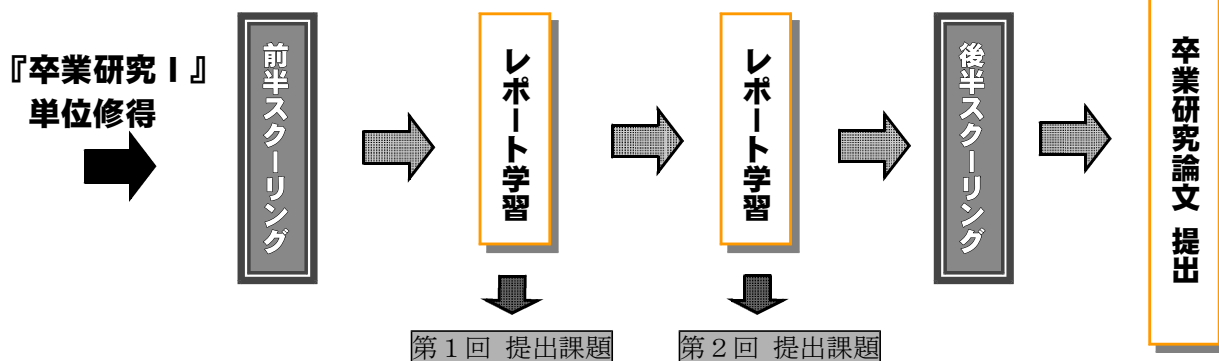 『卒業研究Ⅰ』
単位修得
前半スクーリング
レポート学習
レポート学習
後半スクーリング
卒業研究論文 提出
第１回 提出課題
第２回 提出課題